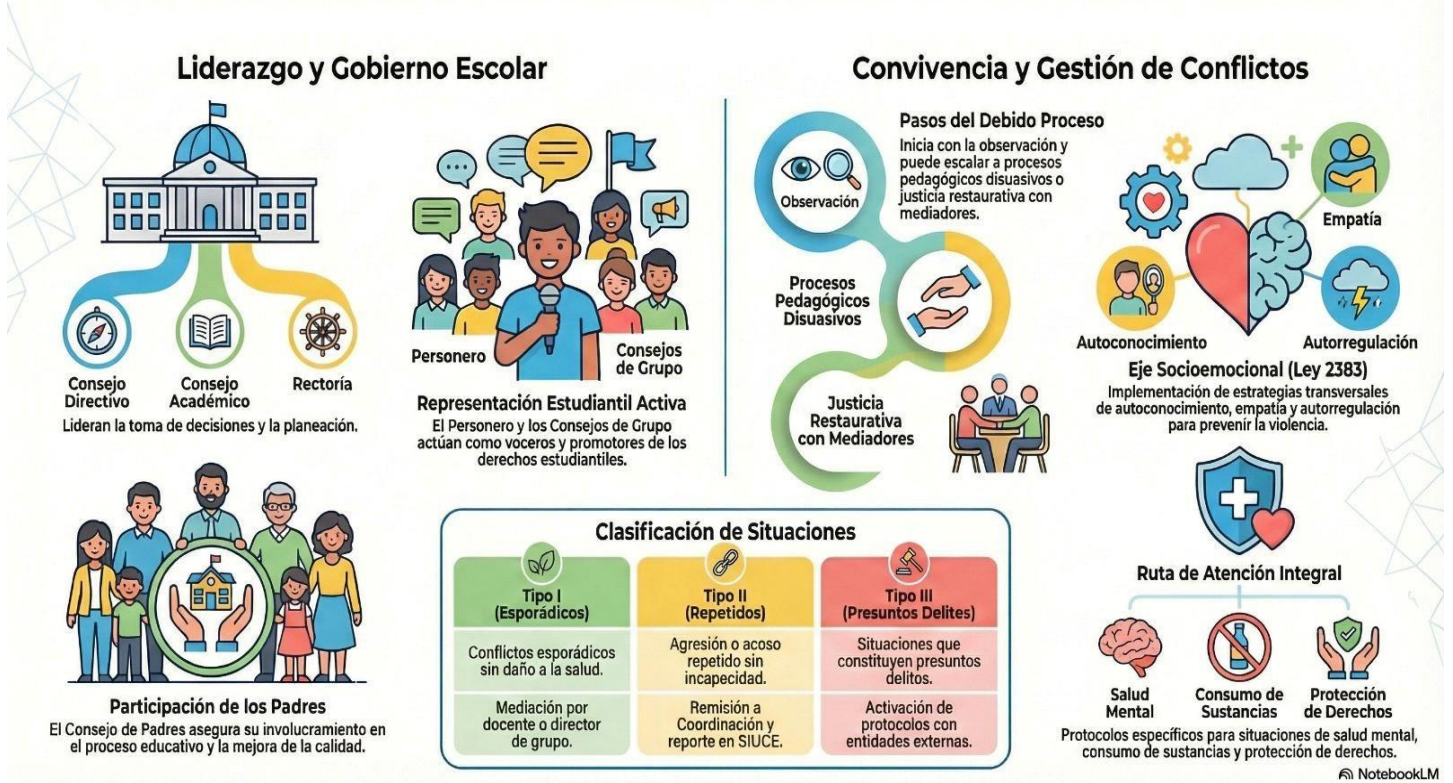 Liderazgo y Gobierno Escolar
Consejo
Directivo
Consejo
Académico
Rectoría
Lideran la toma de decisiones y la planeación.
Personero
Consejos
de Grupo
Representación Estudiantil Activa
El Personero y los Consejos de Grupo
actúan como voceros y promotores de los
derechos estudiantiles.
Participación de los Padres
El Consejo de Padres asegura su involucramiento en
el proceso educativo y la mejora de la calidad.
Convivencia y Gestión de Conflictos
Observación
Pasos del Debido Proceso
Inicia con la observación y
puede escalar a procesos
pedagógicos disuasivos o
justicia restaurativa con
mediadores.
Procesos
Pedagógicos
Disuasivos
Justicia
Restaurativa
con Mediadores
Empatía
Autoconocimiento
Autorregulación
Eje Socioemocional (Ley 2383)
Implementación de estrategias transversales
de autoconocimiento, empatia y autorregulación
para prevenir la violencia.
Ruta de Atención Integral
Salud
Mental
Consumo de
Sustancias
Protección
de Derechos
Protocolos específicos para situaciones de salud mental,
consumo de sustancias y protección de derechos.
Clasificación de Situaciones
Tipo I
(Esporádicos)
Tipo II
(Repetidos)
Tipo III
(Presuntos Delites)
Conflictos esporádicos
sin daño a la salud.
Agresión o acoso
repetido sin
incapacidad.
Situaciones que
constituyen presuntos
delitos.
Mediación por
docente o director
de grupo.
Remisión a
Coordinación y
reporte en SIUCE.
Activación de
protocolos con
entidades externas.
NotebookLM